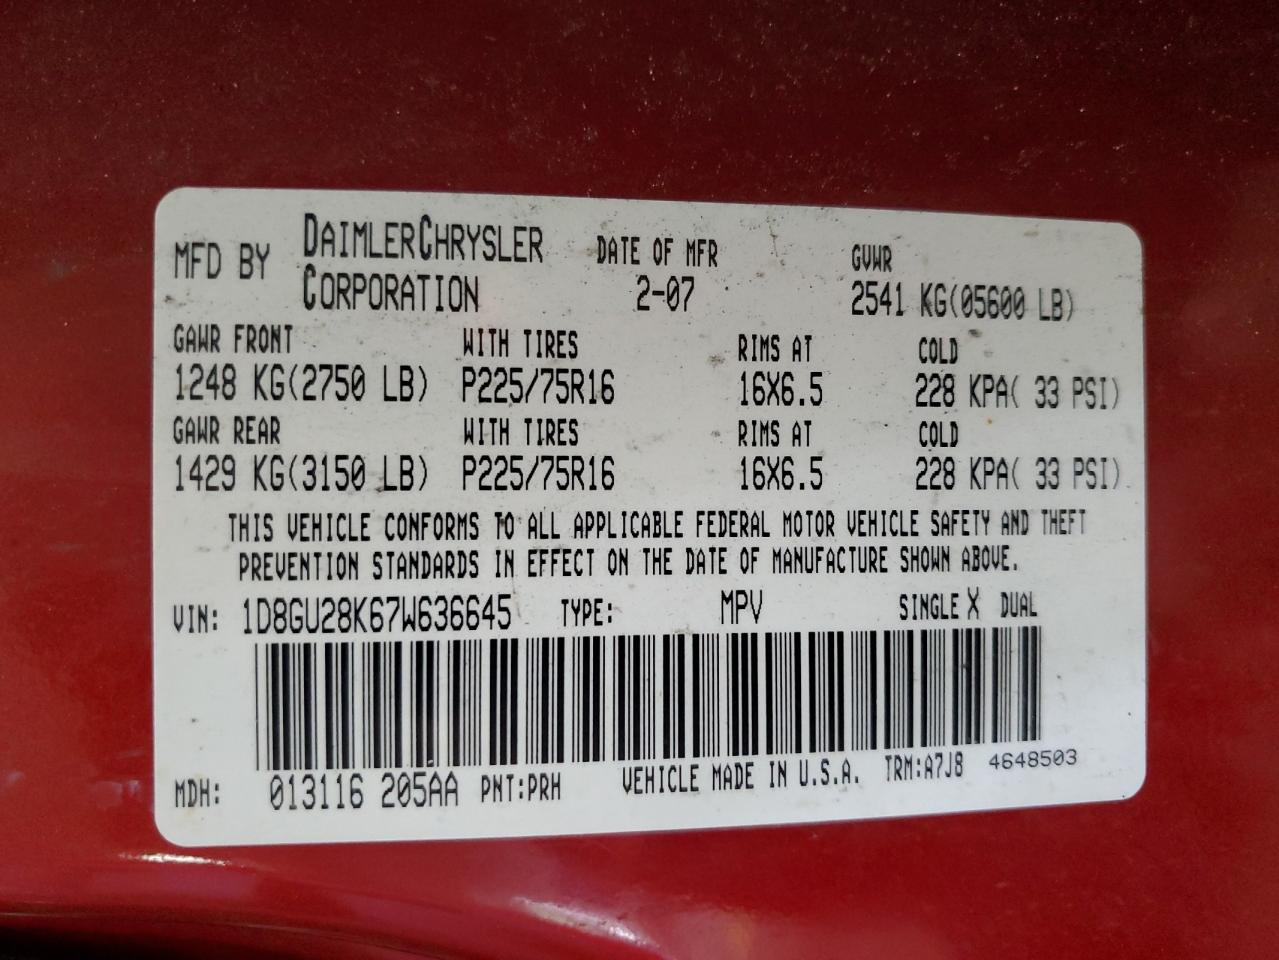 MFD BY DAIMLERCHRYSLER CORPORATION DATE OF MFR 2-07 GVWR 2541 KG(05600 LB)
GAWR FRONT WITH TIRES RIMS AT COLD
1248 KG(2750 LB) P225/75R16 16X6.5 228 KPA( 33 PSI)
GAWR REAR WITH TIRES RIMS AT COLD
1429 KG(3150 LB) P225/75R16 16X6.5 228 KPA( 33 PSI)
THIS VEHICLE CONFORMS TO ALL APPLICABLE FEDERAL MOTOR VEHICLE SAFETY AND THEFT
PREVENTION STANDARDS IN EFFECT ON THE DATE OF MANUFACTURE SHOWN ABOVE.
VIN: 1D8GU28K67W636645 TYPE: MPV SINGLE X DUAL
MDH: 013116 205AA PNT:PRH VEHICLE MADE IN U.S.A. TRM:A7J8 4648503